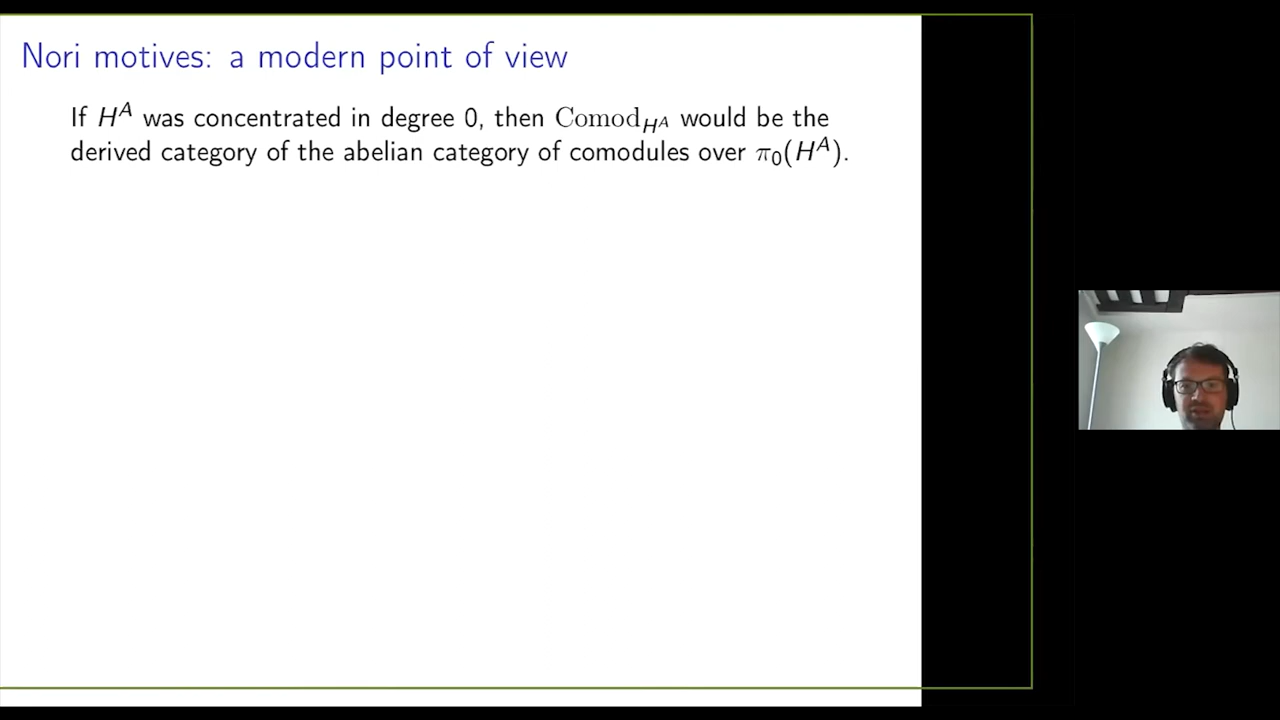 Nori motives: a modern point of view
If H^A was concentrated in degree 0, then Comod_{H^A} would be the
derived category of the abelian category of comodules over π_0(H^A).